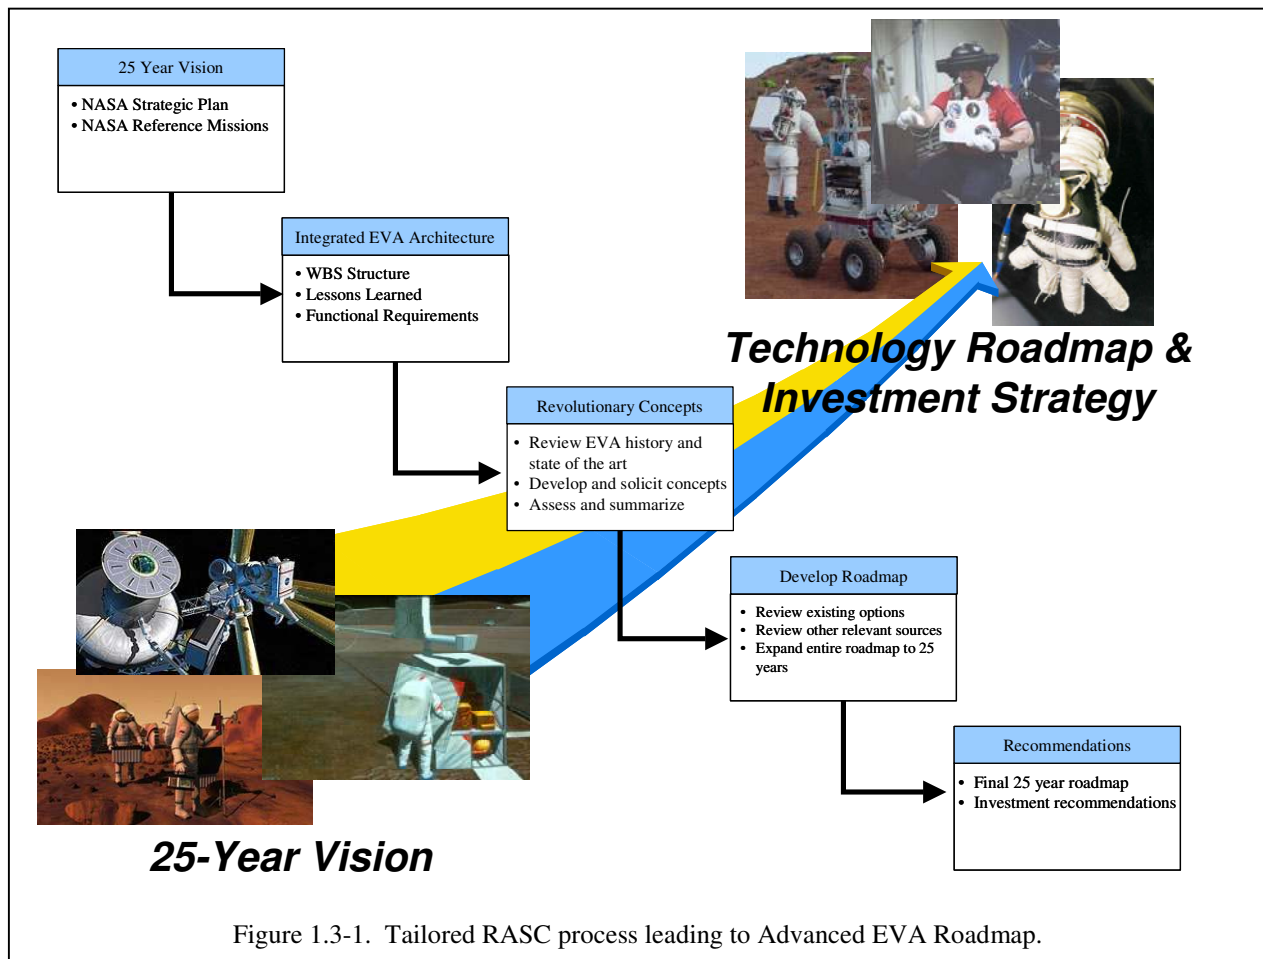 25 Year Vision
• NASA Strategic Plan
• NASA Reference Missions
Integrated EVA Architecture
• WBS Structure
• Lessons Learned
• Functional Requirements
Technology Roadmap &
Investment Strategy
Revolutionary Concepts
• Review EVA history and
state of the art
• Develop and solicit concepts
• Assess and summarize
Develop Roadmap
• Review existing options
• Review other relevant sources
• Expand entire roadmap to 25
years
Recommendations
• Final 25 year roadmap
• Investment recommendations
25-Year Vision
Figure 1.3-1. Tailored RASC process leading to Advanced EVA Roadmap.